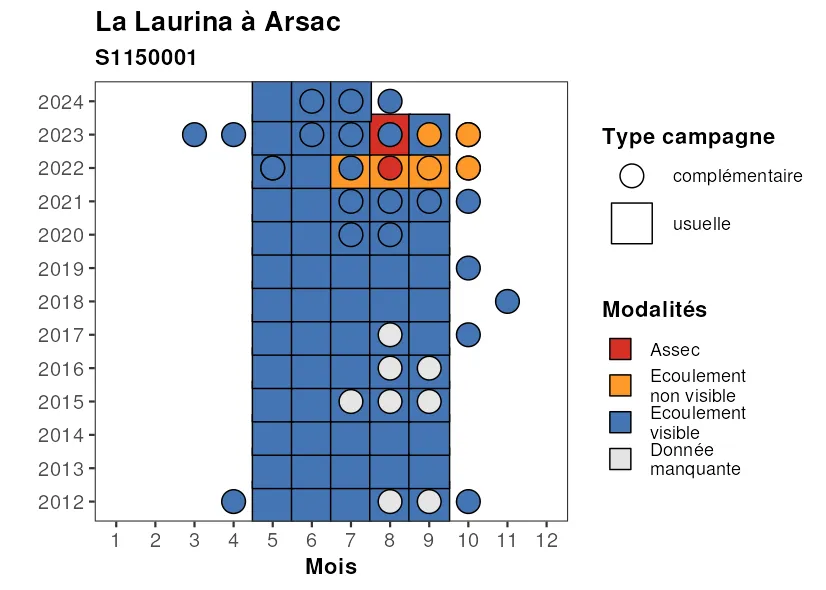 La Laurina à Arsac
S1150001
2024
2023
2022
2021
2020
2019
2018
2017
2016
2015
2014
2013
2012
1 2 3 4 5 6 7 8 9 10 11 12
Mois
Type campagne
complémentaire
usuelle
Modalités
Assec
Ecoulement
non visible
Ecoulement
visible
Donnée
manquante